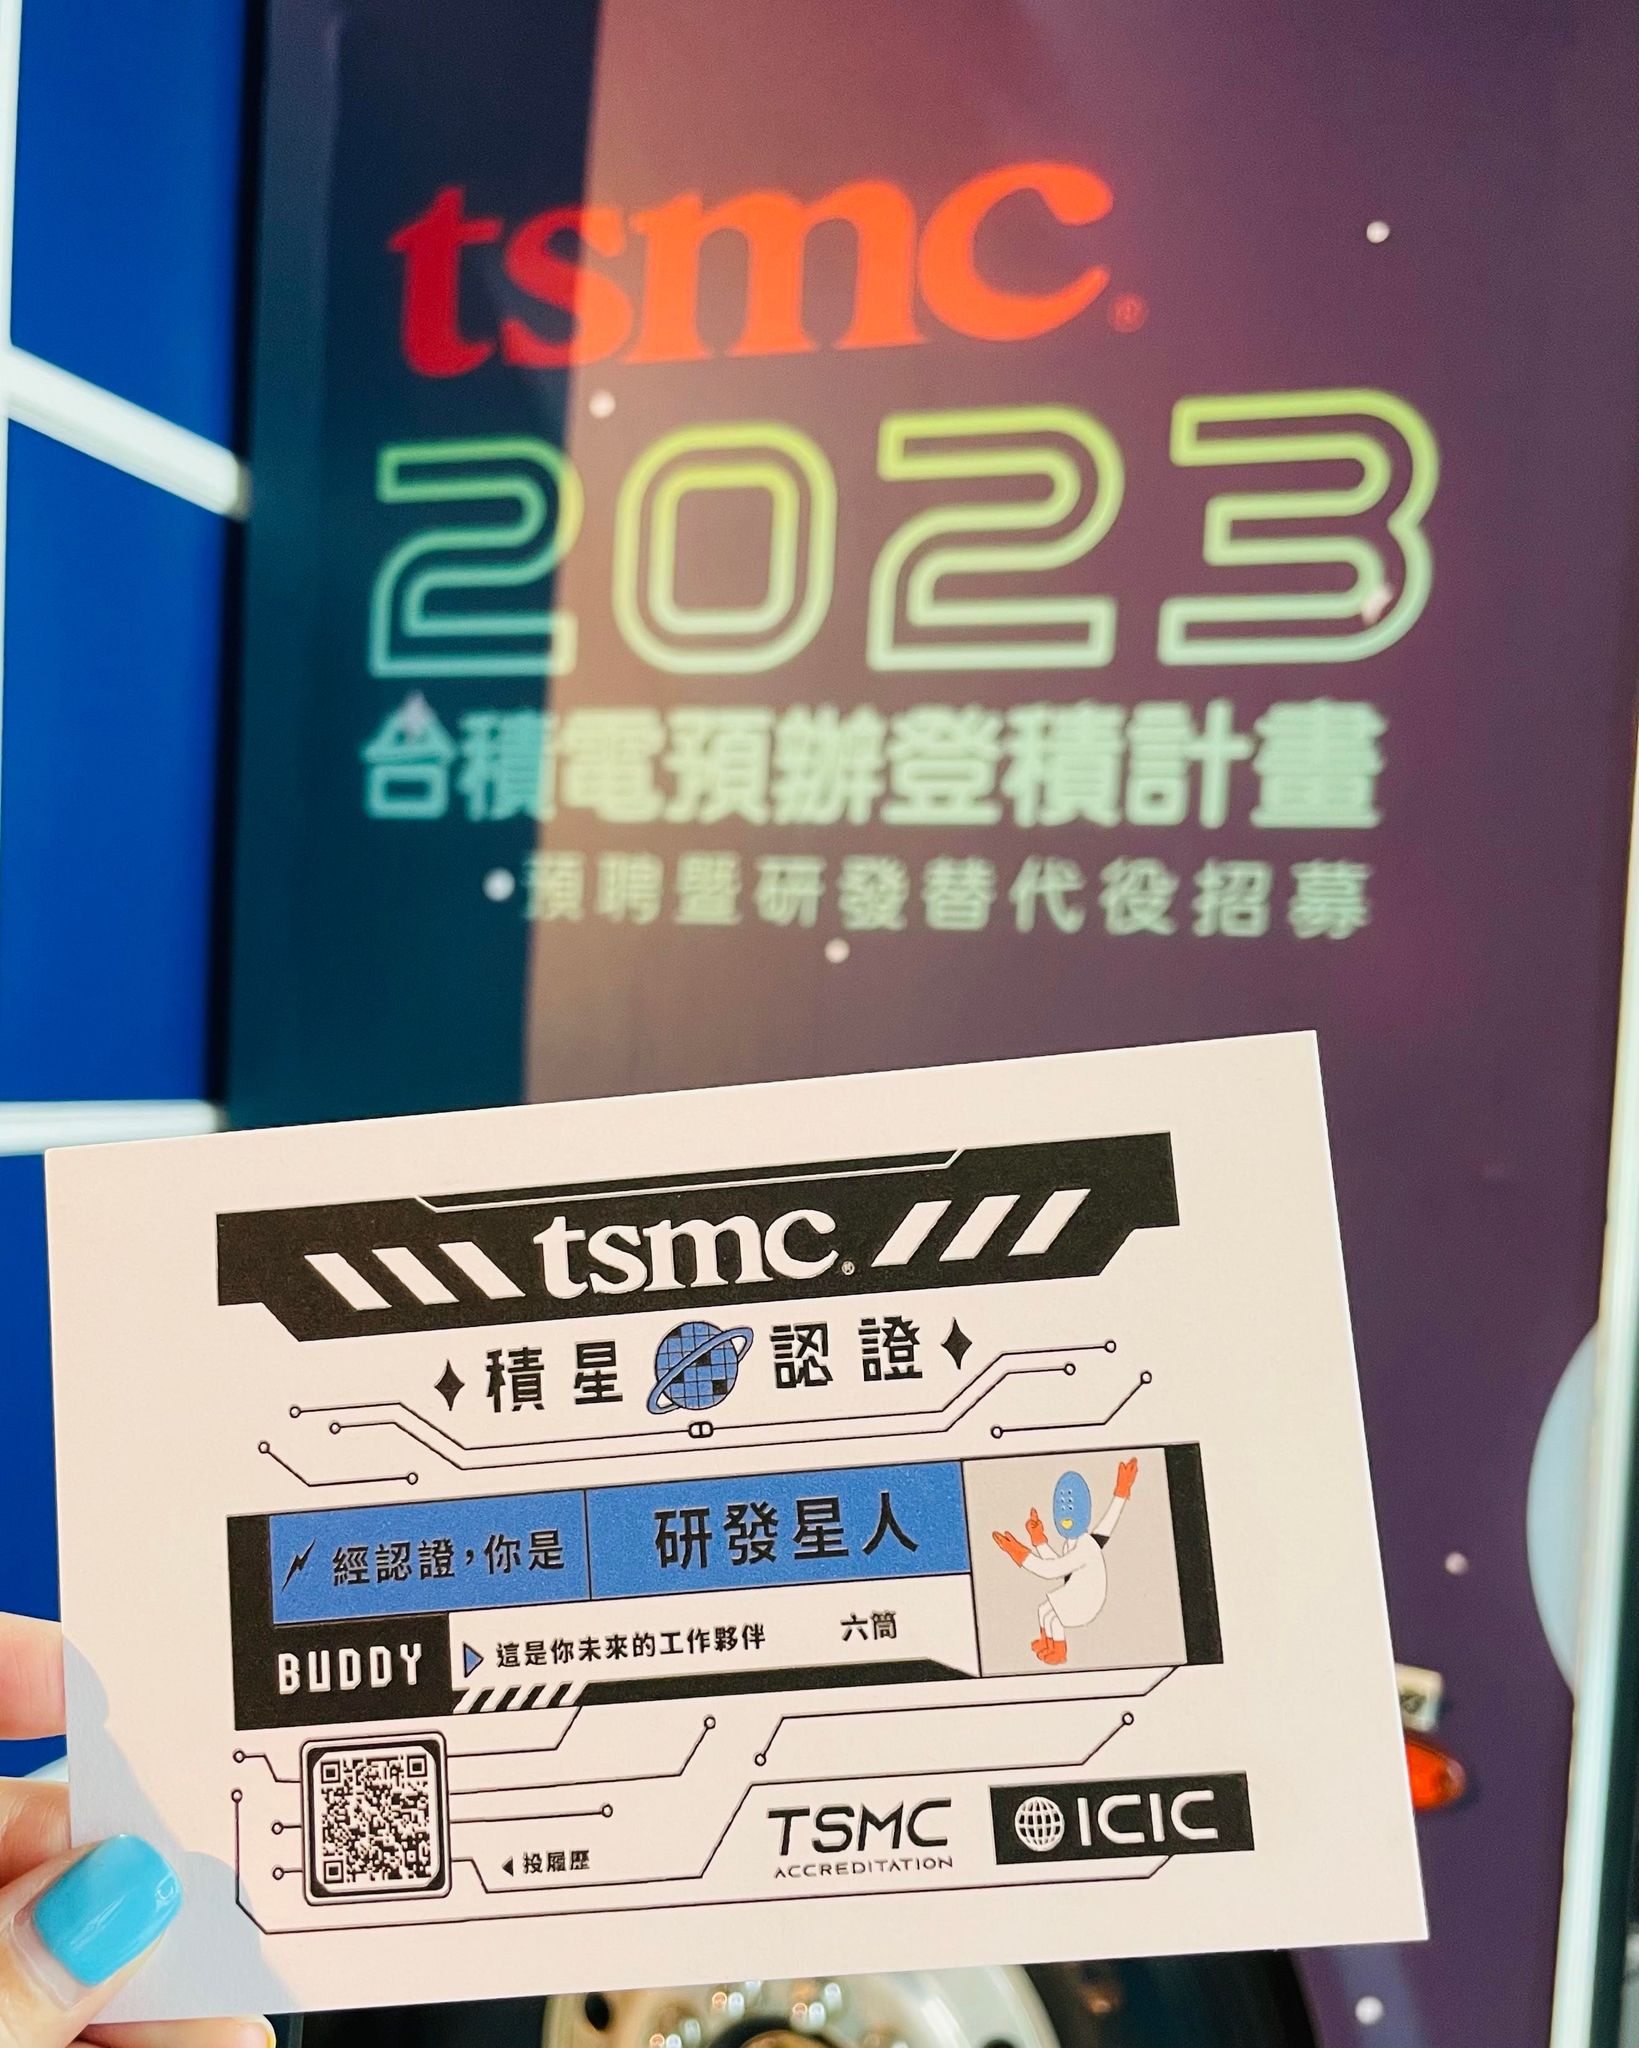 tsmc®
2023
台積電預辦登積計畫
預聘暨研發替代役招募
tsmc®
積星 認證
經認證,你是 研發星人
BUDDY 這是你未來的工作夥伴 六筒
投履歷
TSMC
ACCREDITATION
ICIC